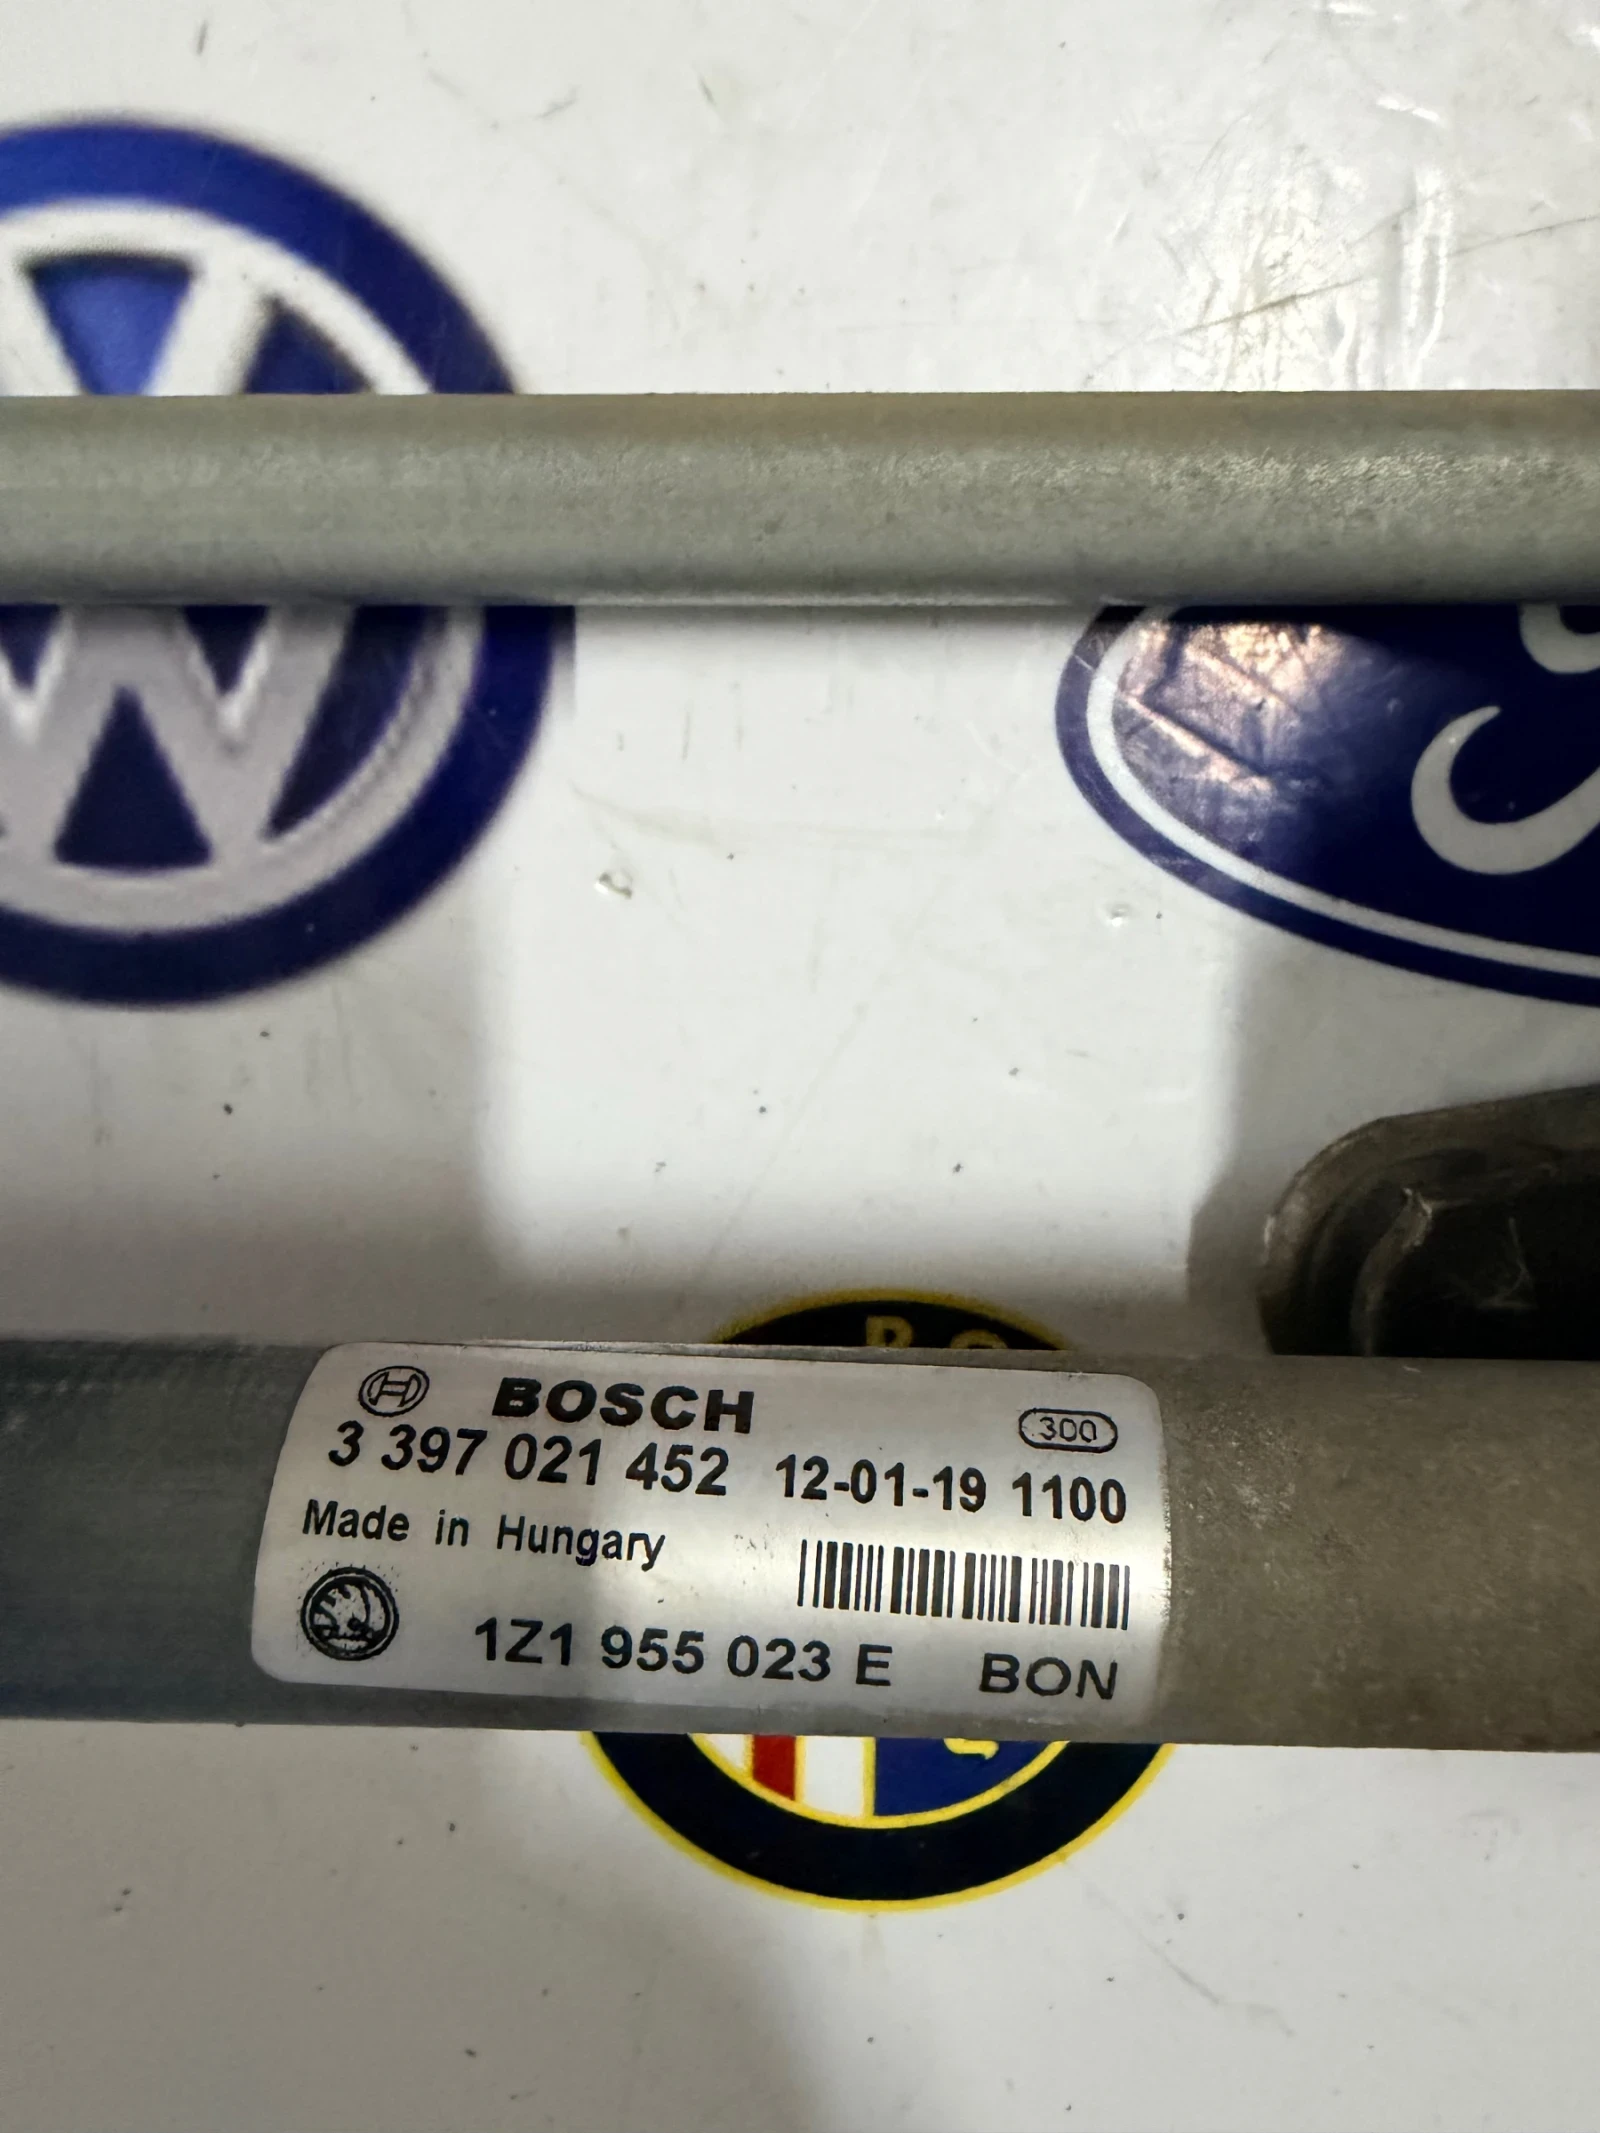 BOSCH
300
3 397 021 452 12-01-19 1100
Made in Hungary
1Z1 955 023 E BON